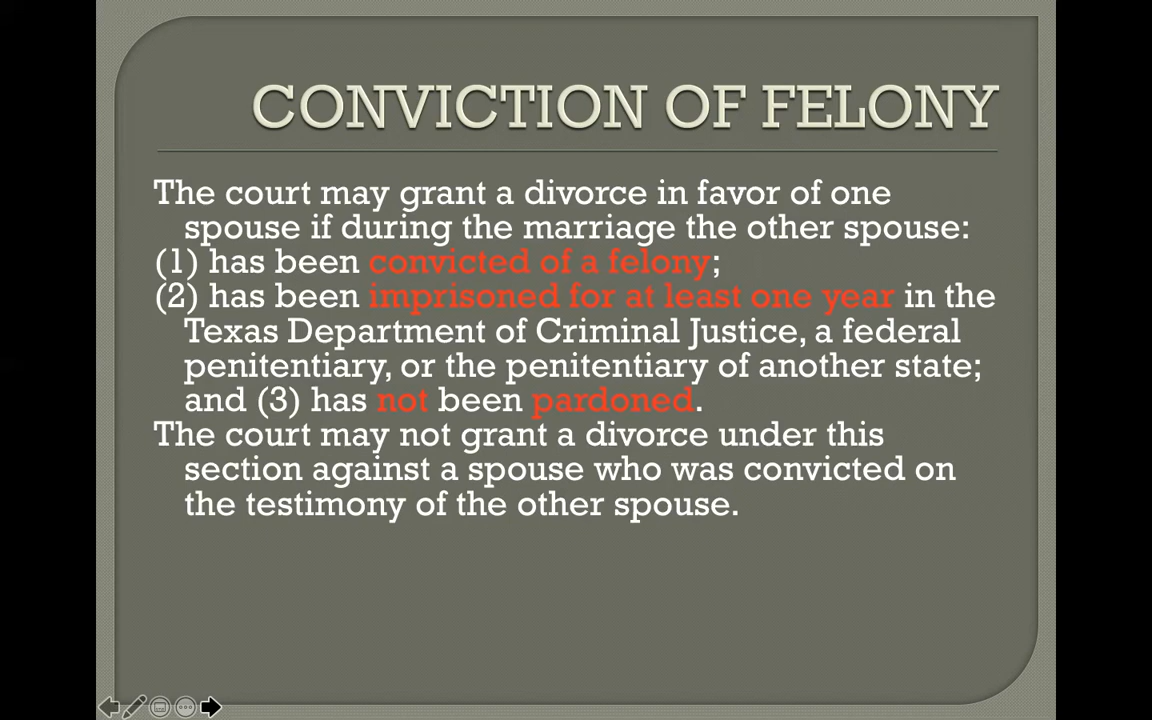 CONVICTION OF FELONY
The court may grant a divorce in favor of one
spouse if during the marriage the other spouse:
(1) has been convicted of a felony;
(2) has been imprisoned for at least one year in the
Texas Department of Criminal Justice, a federal
penitentiary, or the penitentiary of another state;
and (3) has not been pardoned.
The court may not grant a divorce under this
section against a spouse who was convicted on
the testimony of the other spouse.